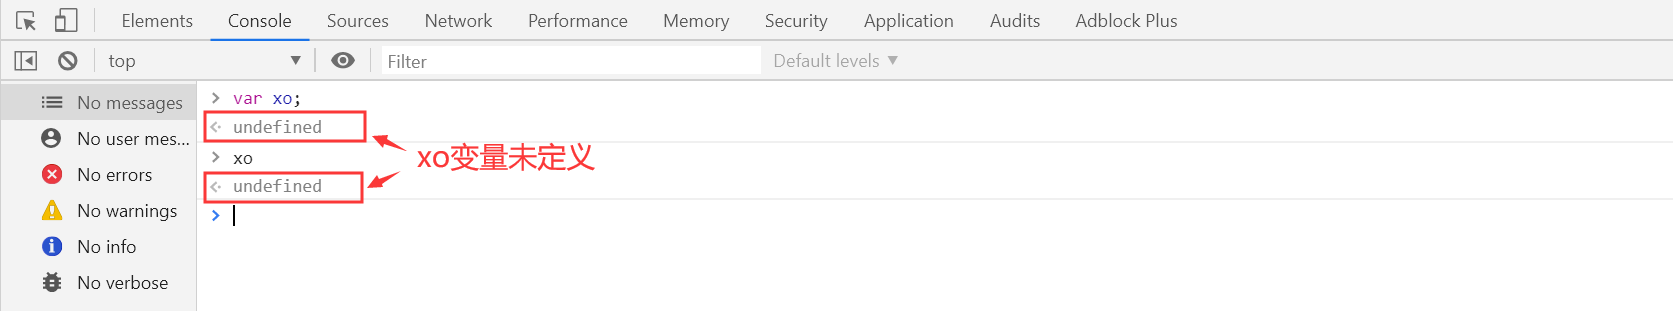 Elements Console Sources Network Performance Memory Security Application Audits Adblock Plus
top ▼ Filter Default levels ▼
No messages
No user mes...
No errors
No warnings
No info
No verbose
> var xo;
undefined
> xo
undefined
>
xo变量未定义